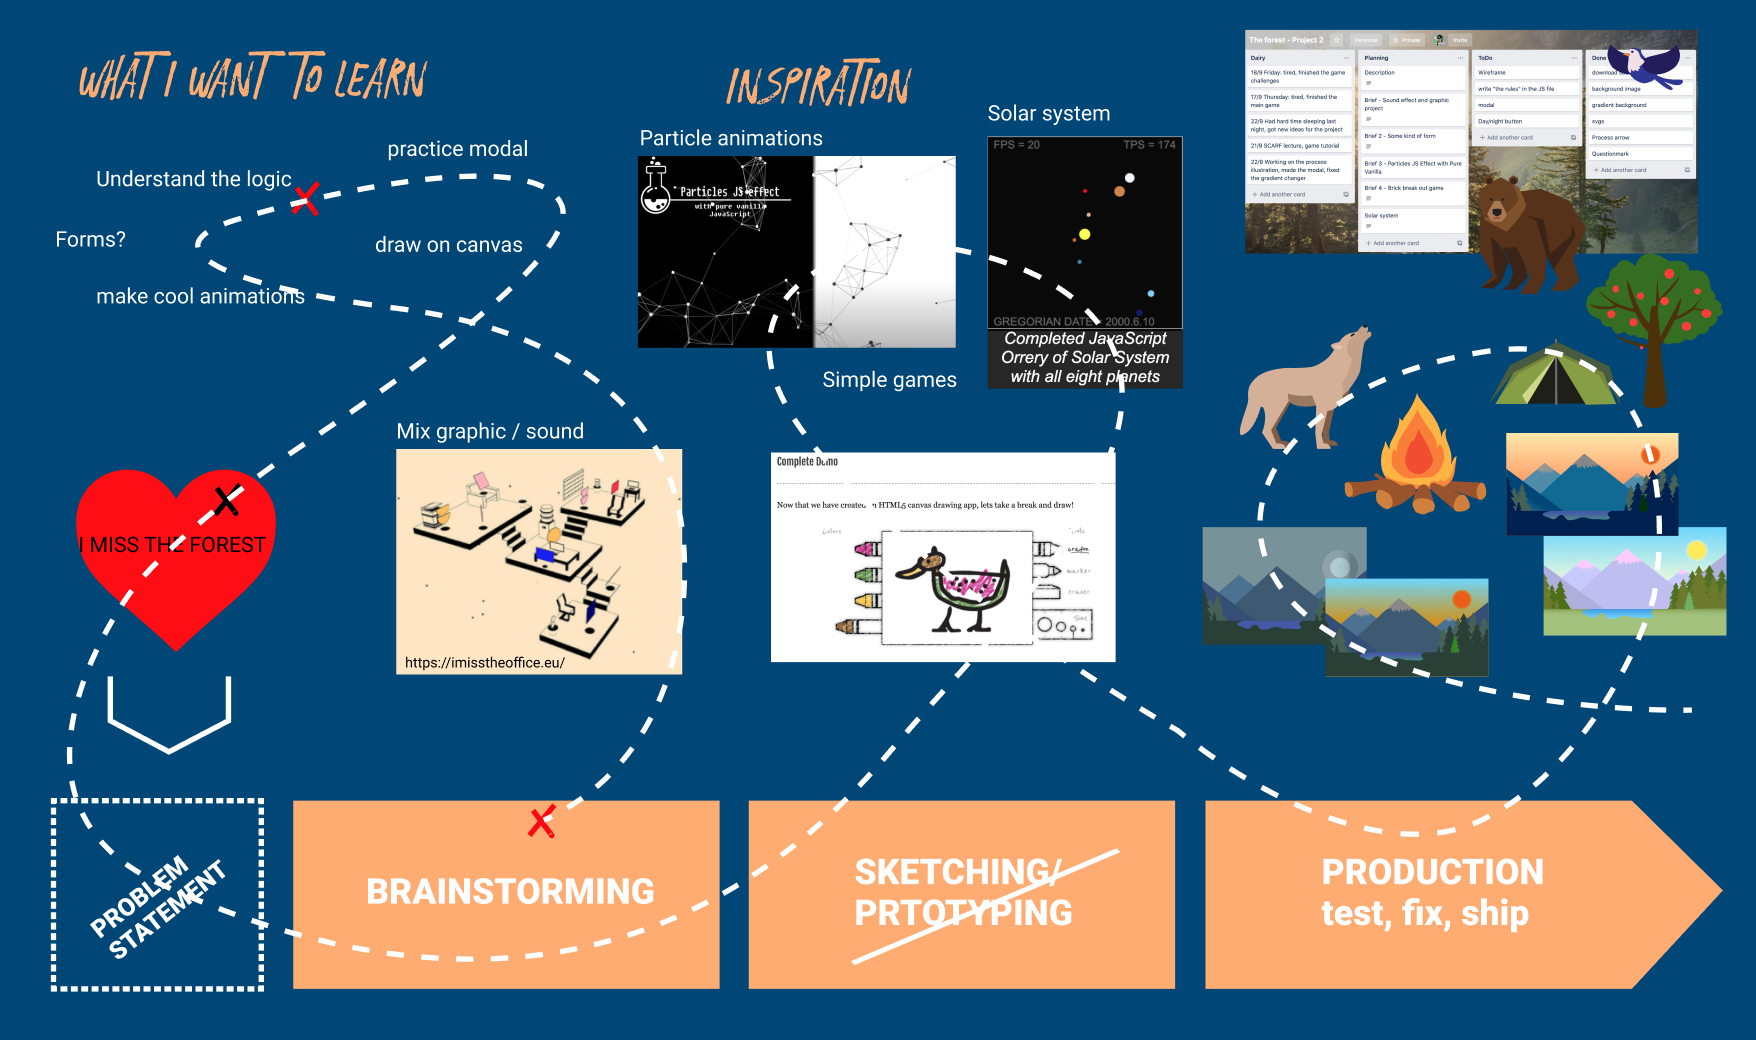 WHAT I WANT TO LEARN
practice modal
Understand the logic
Forms?
draw on canvas
make cool animations
I MISS THE FOREST
INSPIRATION
Particle animations
Particles JS effect
with pure vanilla
JavaScript
Solar system
FPS = 20 TPS = 174
GREGORIAN DATE = 2000.6.10
Completed JavaScript
Orrery of Solar System
with all eight planets
Simple games
Mix graphic / sound
https://imisstheoffice.eu/
Complete Demo
Now that we have created HTML5 canvas drawing app, lets take a break and draw!
Colors
Tools
crayon
marker
eraser
Size
The forest - Project 2
Personal
Private
Invite
Dairy
18/9 Friday: tired, finished the game
challenges
17/9 Thursday: tired, finished the
main game
22/9 Had hard time sleeping last
night, got new ideas for the project
21/9 SCARF lecture, game tutorial
22/9 Working on the process
illustration, made the modal, fixed
the gradient changer
+ Add another card
Planning
Description
Brief - Sound effect and graphic
project
Brief 2 - Some kind of form
Brief 3 - Particles JS Effect with Pure
Vanilla
Brief 4 - Brick break out game
Solar system
+ Add another card
ToDo
Wireframe
write "the rules" in the JS file
modal
Day/night button
+ Add another card
Done
download
background image
gradient background
svgs
Process arrow
Questionmark
+ Add another card
PROBLEM
STATEMENT
BRAINSTORMING
SKETCHING/
PRTOTYPING
PRODUCTION
test, fix, ship